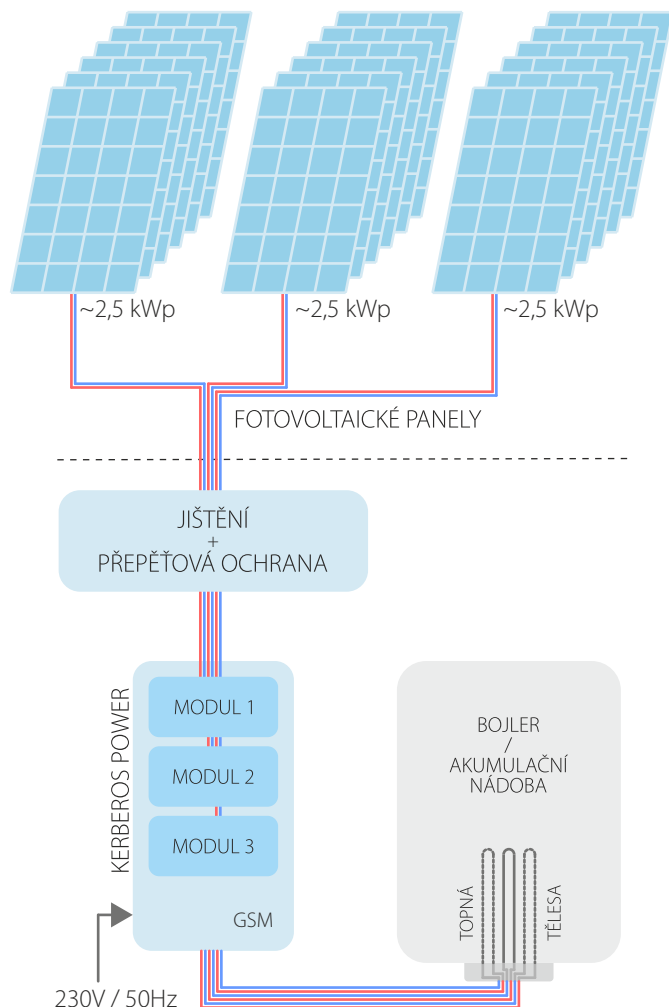 ~2,5 kWp
~2,5 kWp
~2,5 kWp
FOTOVOLTAICKÉ PANELY
JIŠTĚNÍ
+
PŘEPĚŤOVÁ OCHRANA
KERBEROS POWER
MODUL 1
MODUL 2
MODUL 3
GSM
230V / 50Hz
BOJLER
/
AKUMULAČNÍ
NÁDOBA
TOPNÁ
TĚLESA